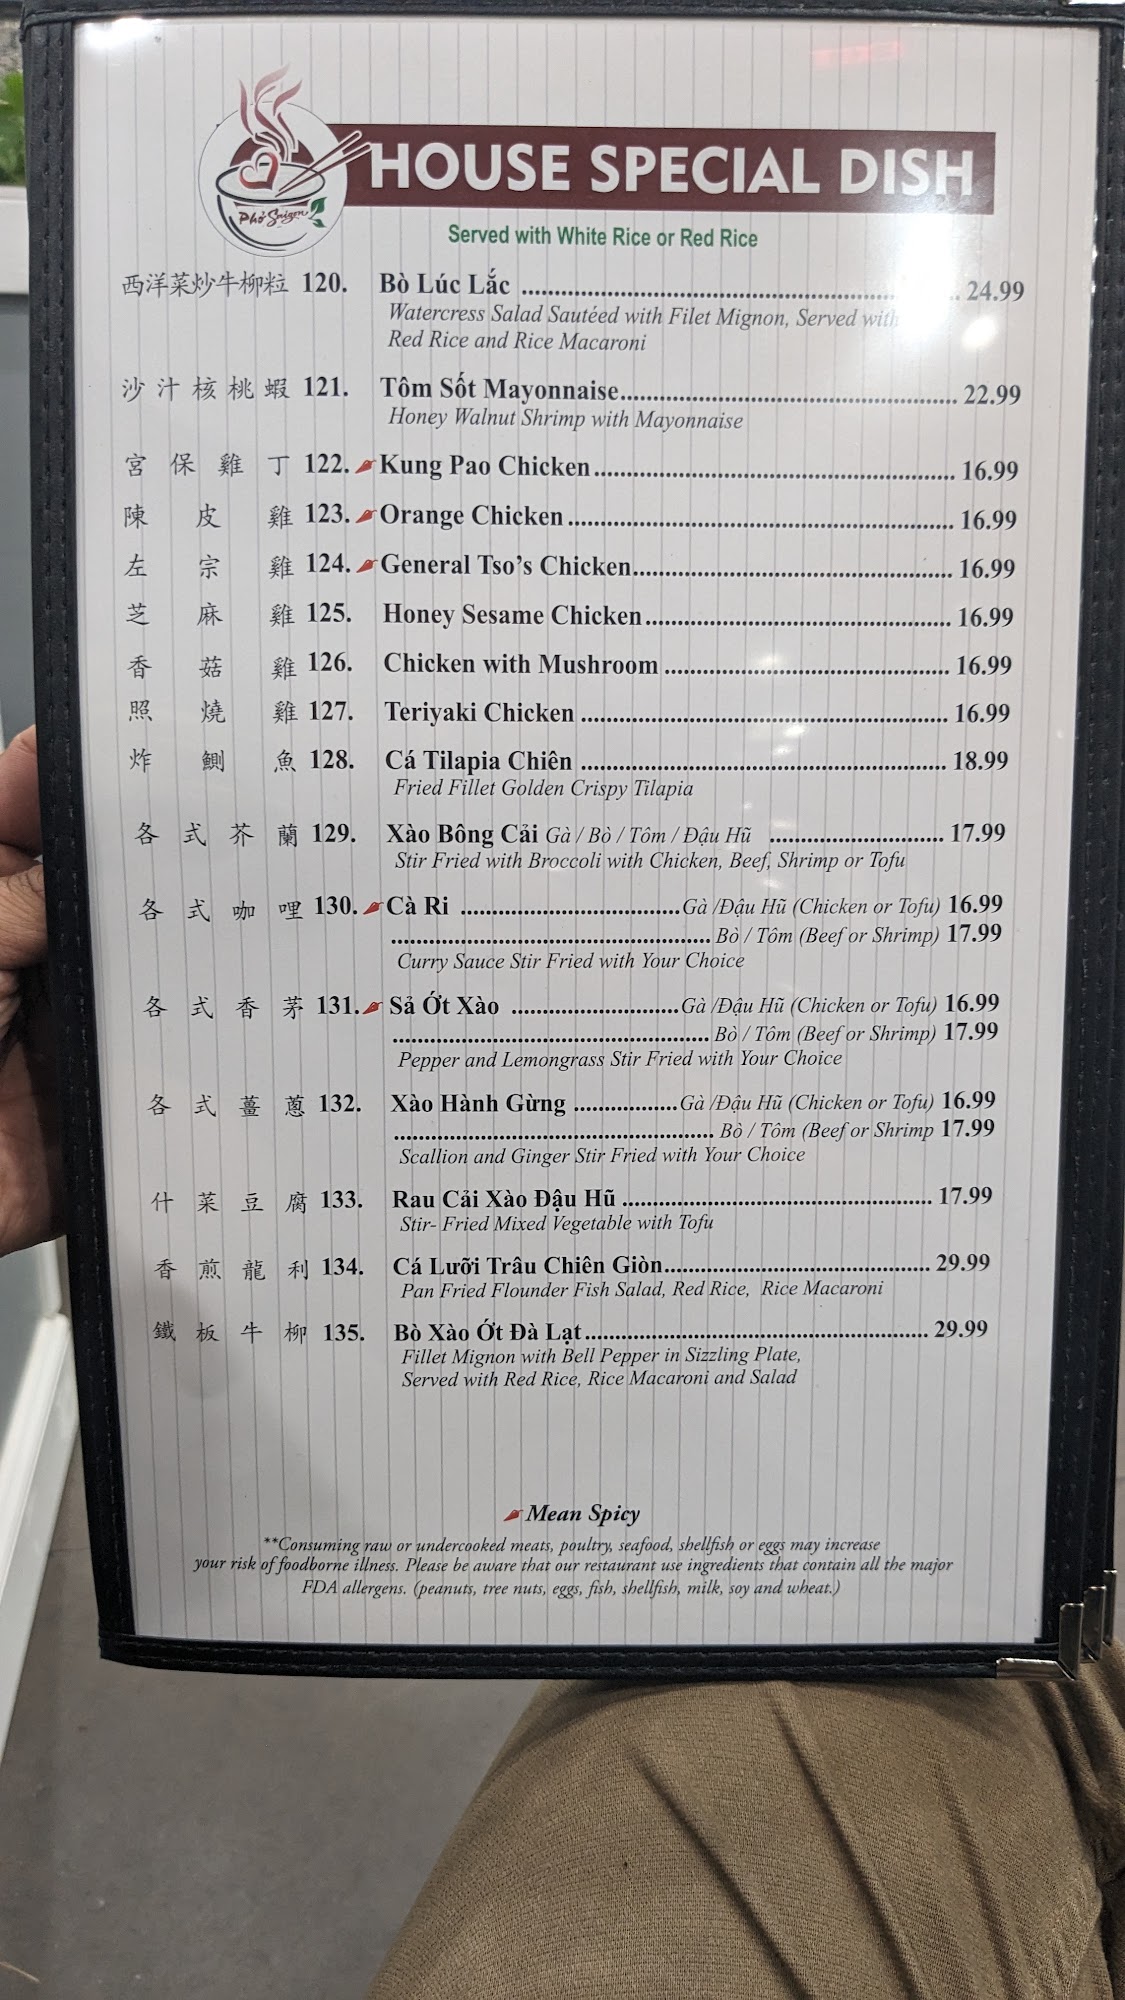 Phở Saigon
HOUSE SPECIAL DISH
Served with White Rice or Red Rice
西洋菜炒牛柳粒 120. Bò Lúc Lắc ........ 24.99
Watercress Salad Sautéed with Filet Mignon, Served with
Red Rice and Rice Macaroni
沙汁核桃蝦 121. Tôm Sốt Mayonnaise........ 22.99
Honey Walnut Shrimp with Mayonnaise
宮保雞丁 122. Kung Pao Chicken........ 16.99
陳皮雞 123. Orange Chicken........ 16.99
左宗雞 124. General Tso's Chicken........ 16.99
芝麻雞 125. Honey Sesame Chicken........ 16.99
香菇雞 126. Chicken with Mushroom ........ 16.99
照燒雞 127. Teriyaki Chicken ........ 16.99
炸鯽魚 128. Cá Tilapia Chiên ........ 18.99
Fried Fillet Golden Crispy Tilapia
各式芥蘭 129. Xào Bông Cải Gà / Bò / Tôm / Đậu Hũ ........ 17.99
Stir Fried with Broccoli with Chicken, Beef, Shrimp or Tofu
各式咖哩 130. Cà Ri ........Gà /Đậu Hũ (Chicken or Tofu) 16.99
........ Bò / Tôm (Beef or Shrimp) 17.99
Curry Sauce Stir Fried with Your Choice
各式香茅 131. Sả Ớt Xào ........Gà /Đậu Hũ (Chicken or Tofu) 16.99
........ Bò / Tôm (Beef or Shrimp) 17.99
Pepper and Lemongrass Stir Fried with Your Choice
各式薑蔥 132. Xào Hành Gừng ........Gà /Đậu Hũ (Chicken or Tofu) 16.99
........ Bò / Tôm (Beef or Shrimp 17.99
Scallion and Ginger Stir Fried with Your Choice
什菜豆腐 133. Rau Cải Xào Đậu Hũ ........ 17.99
Stir- Fried Mixed Vegetable with Tofu
香煎龍利 134. Cá Lưỡi Trâu Chiên Giòn........ 29.99
Pan Fried Flounder Fish Salad, Red Rice, Rice Macaroni
鐵板牛柳 135. Bò Xào Ớt Đà Lạt........ 29.99
Fillet Mignon with Bell Pepper in Sizzling Plate,
Served with Red Rice, Rice Macaroni and Salad
Mean Spicy
**Consuming raw or undercooked meats, poultry, seafood, shellfish or eggs may increase
your risk of foodborne illness. Please be aware that our restaurant use ingredients that contain all the major
FDA allergens. (peanuts, tree nuts, eggs, fish, shellfish, milk, soy and wheat.)